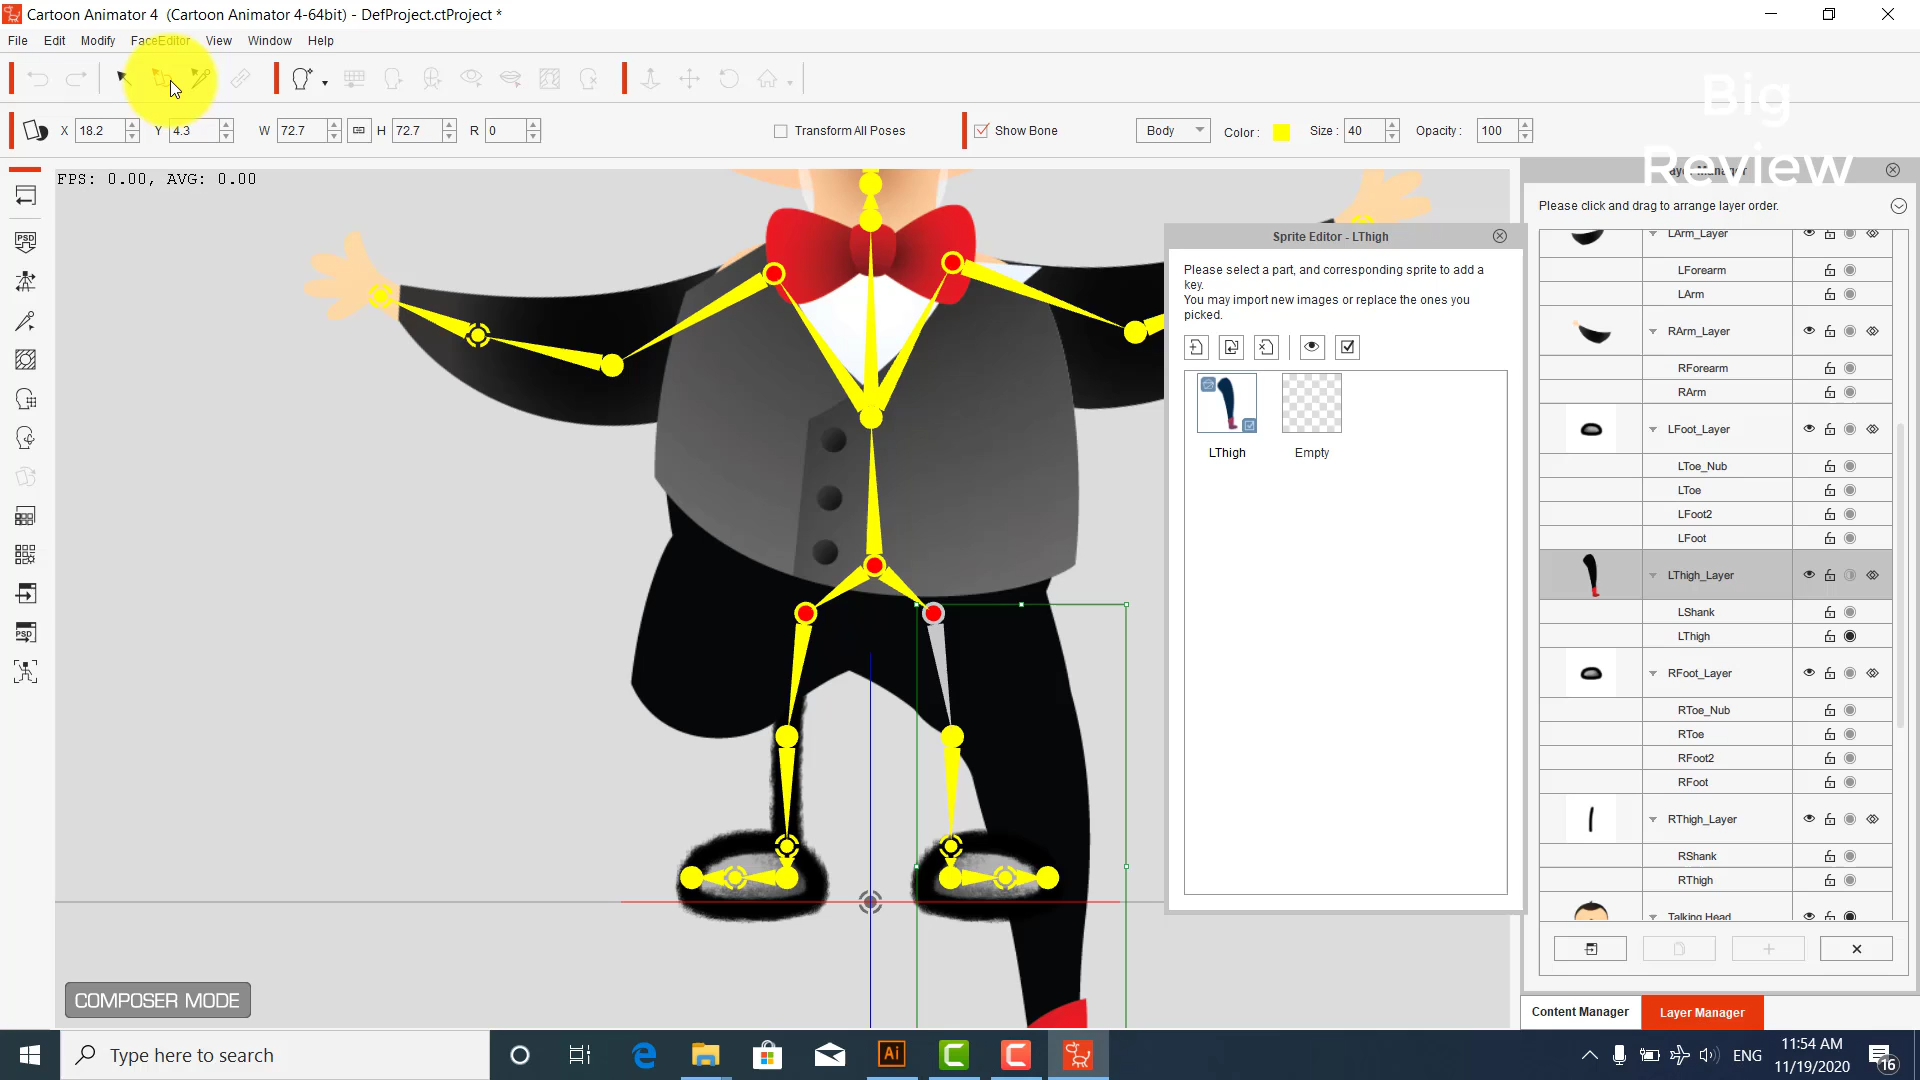 Cartoon Animator 4 (Cartoon Animator 4-64bit) - DefProject.ctProject *
File Edit Modify FaceEditor View Window Help
X 18.2 Y 4.3 W 72.7 H 72.7 R 0 Transform All Poses Show Bone Body Color : Size : 40 Opacity : 100
Big
Review
FPS: 0.00, AVG: 0.00
Sprite Editor - LThigh
Please select a part, and corresponding sprite to add a
key.
You may import new images or replace the ones you
picked.
LThigh Empty
Layer Manager
Please click and drag to arrange layer order.
LArm_Layer
LForearm
LArm
RArm_Layer
RForearm
RArm
LFoot_Layer
LToe_Nub
LToe
LFoot2
LFoot
LThigh_Layer
LShank
LThigh
RFoot_Layer
RToe_Nub
RToe
RFoot2
RFoot
RThigh_Layer
RShank
RThigh
Talking Head
PSD
PSD
COMPOSER MODE
Content Manager Layer Manager
Type here to search
Ai
ENG
11:54 AM
11/19/2020
16